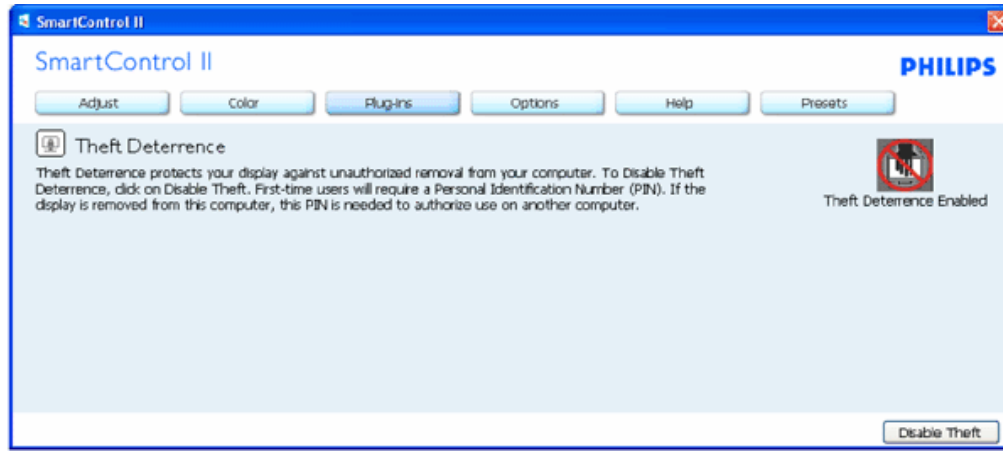 SmartControl II
SmartControl II
PHILIPS
Adjust
Color
Plug-Ins
Options
Help
Presets
Theft Deterrence
Theft Deterrence protects your display against unauthorized removal from your computer. To Disable Theft
Deterrence, click on Disable Theft. First-time users will require a Personal Identification Number (PIN). If the
display is removed from this computer, this PIN is needed to authorize use on another computer.
Theft Deterrence Enabled
Disable Theft